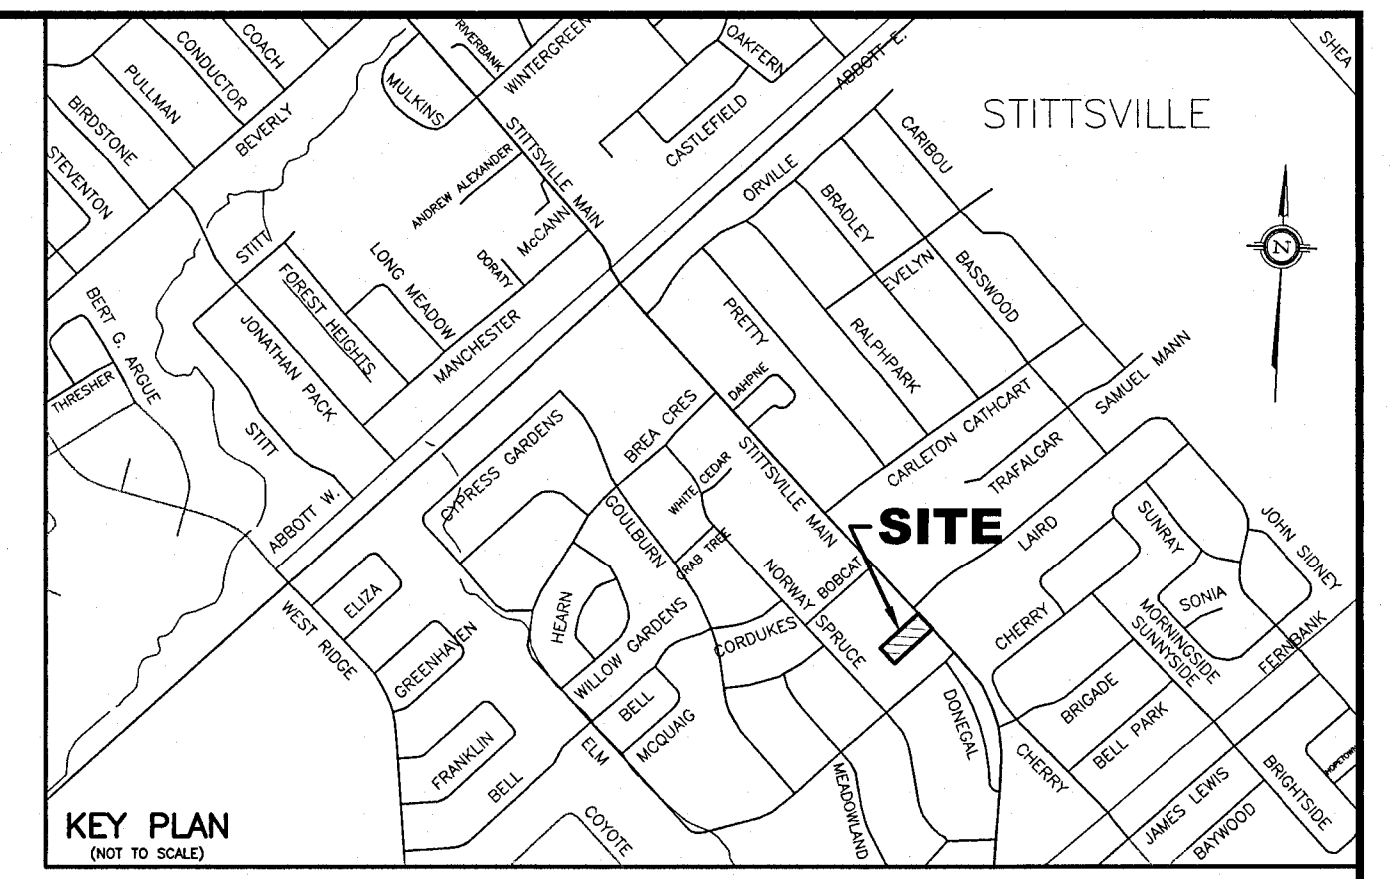 SHEA
COACH
CONDUCTOR
PULLMAN
BIRDSTONE
STEVENTON
BEVERLY
MULKINS
RIVERBANK
WINTERGREEN
OAKFERN
ABBOTT E.
CASTLEFIELD
STITTSVILLE
CARIBOU
STITTSVILLE MAIN
ANDREW ALEXANDER
ORVILLE
BRADLEY
McCANN
DORATY
STITT
LONG MEADOW
FOREST HEIGHTS
EVELYN
BASSWOOD
N
BERT G. ARGUE
JONATHAN PACK
MANCHESTER
PRETTY
RALPHPARK
SAMUEL MANN
THRESHER
DAHPNE
BREA CRES
CARLETON CATHCART
STITT
CYPRESS GARDENS
WHITE CEDAR
STITTSVILLE MAIN
TRAFALGAR
ABBOTT W.
GOULBURN
CRAB TREE
SITE
LAIRD
SUNRAY
JOHN SIDNEY
ELIZA
WEST RIDGE
HEARN
NORWAY SPRUCE
BOBCAT
SONIA
CHERRY
MORNINGSIDE
SUNNYSIDE
FERNBANK
GREENHAVEN
WILLOW GARDENS
CORDUKES
BELL
MCQUAIG
DONEGAL
BRIGADE
BELL PARK
FRANKLIN
BELL
ELM
CHERRY
MEADOWLAND
COYOTE
JAMES LEWIS
BAYWOOD
BRIGHTSIDE
HOPETOWN
KEY PLAN
(NOT TO SCALE)